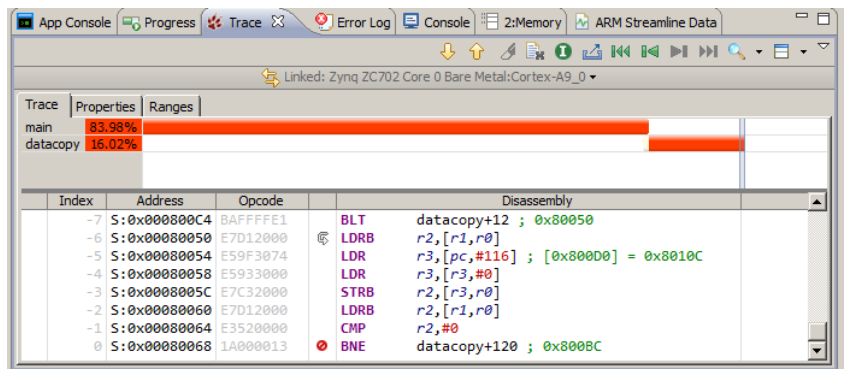 App Console Progress Trace Error Log Console 2:Memory ARM Streamline Data
Linked: Zynq ZC702 Core 0 Bare Metal:Cortex-A9_0
Trace Properties Ranges
main 83.98%
datacopy 16.02%
Index Address Opcode Disassembly
-7 S:0x000800C4 BAFFFFE1 BLT datacopy+12 ; 0x80050
-6 S:0x00080050 E7D12000 LDRB r2,[r1,r0]
-5 S:0x00080054 E59F3074 LDR r3,[pc,#116] ; [0x800D0] = 0x8010C
-4 S:0x00080058 E5933000 LDR r3,[r3,#0]
-3 S:0x0008005C E7C32000 STRB r2,[r3,r0]
-2 S:0x00080060 E7D12000 LDRB r2,[r1,r0]
-1 S:0x00080064 E3520000 CMP r2,#0
0 S:0x00080068 1A000013 BNE datacopy+120 ; 0x800BC